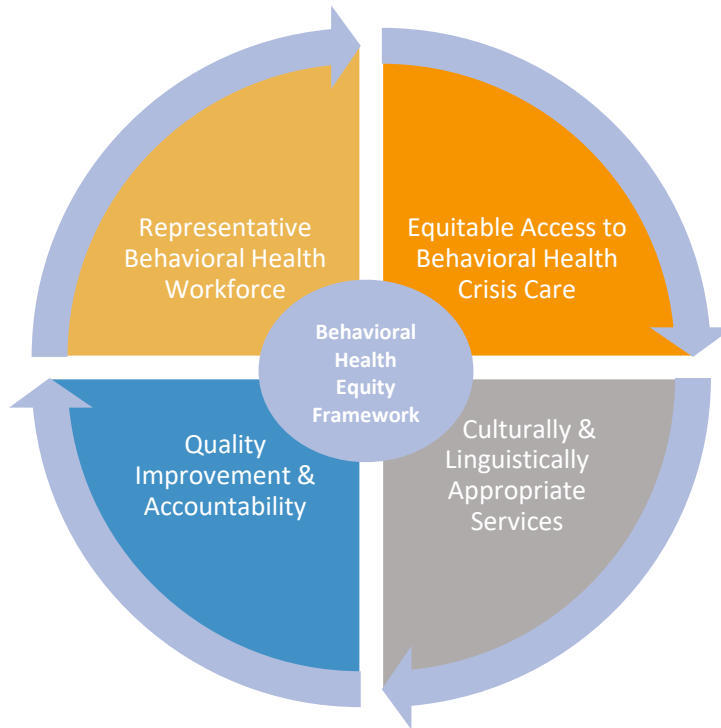 Representative
Behavioral Health
Workforce
Equitable Access to
Behavioral Health
Crisis Care
Behavioral
Health
Equity
Framework
Quality
Improvement &
Accountability
Culturally &
Linguistically
Appropriate
Services